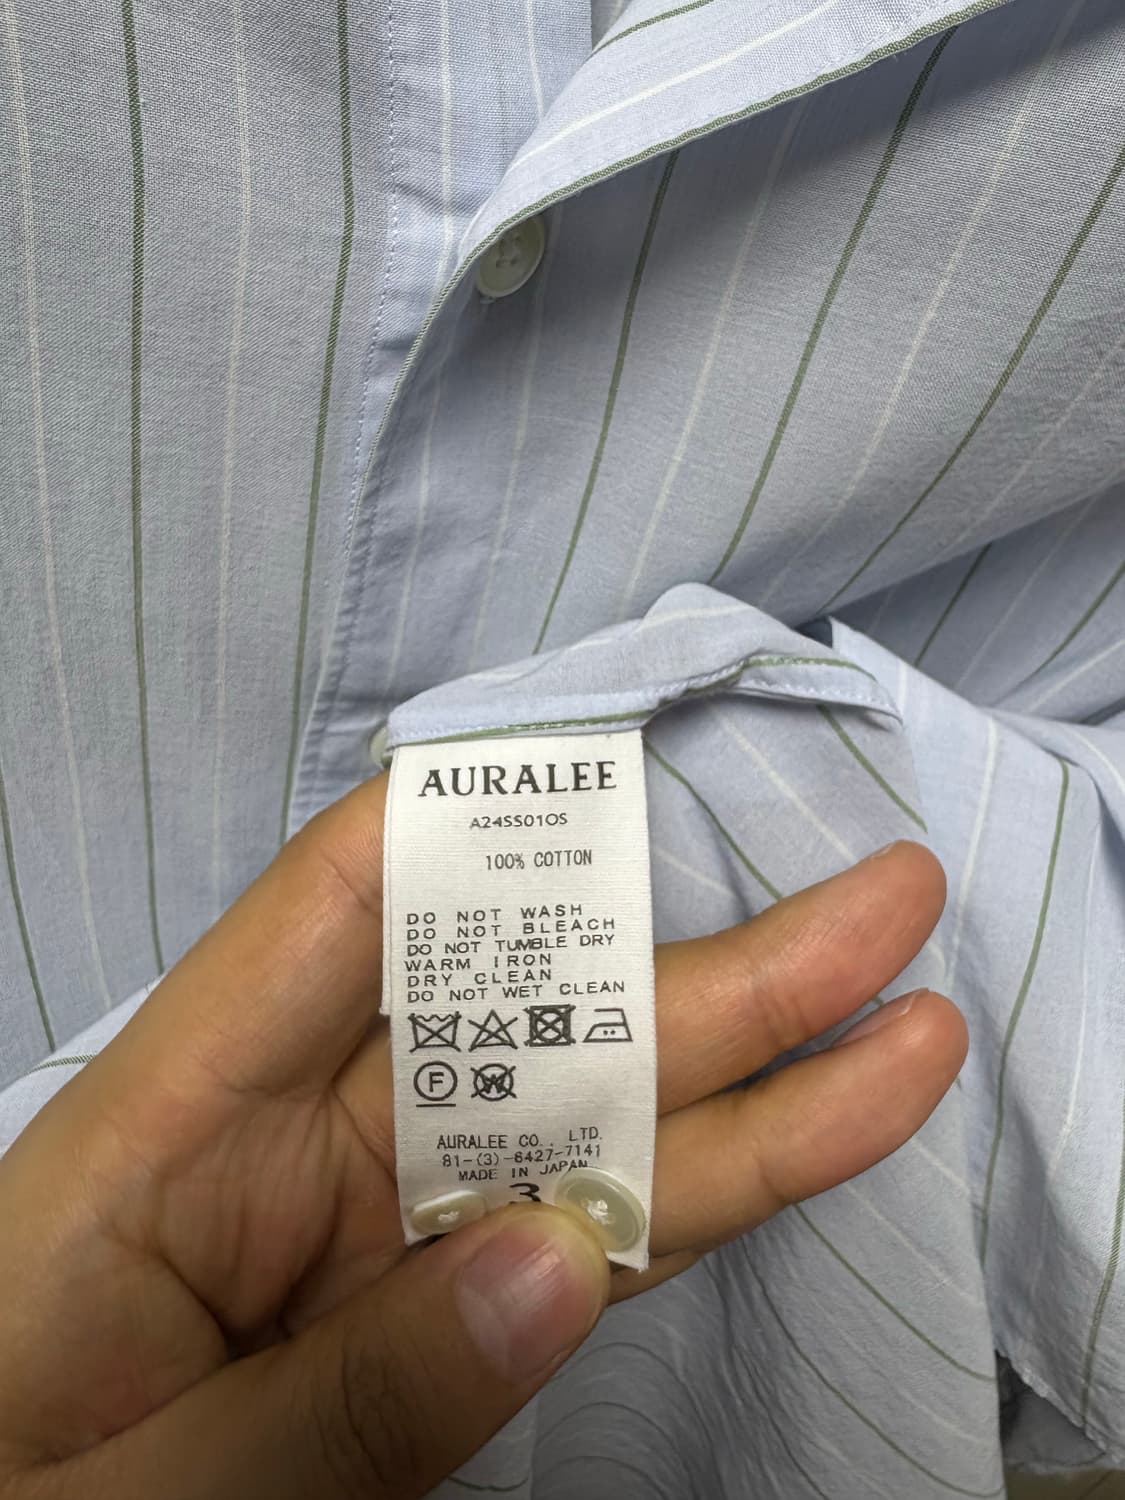 AURALEE
A24SS01OS
100% COTTON
DO NOT WASH
DO NOT BLEACH
DO NOT TUMBLE DRY
WARM IRON
DRY CLEAN
DO NOT WET CLEAN
F W
AURALEE CO., LTD.
81-(3)-6427-7141
MADE IN JAPAN
3